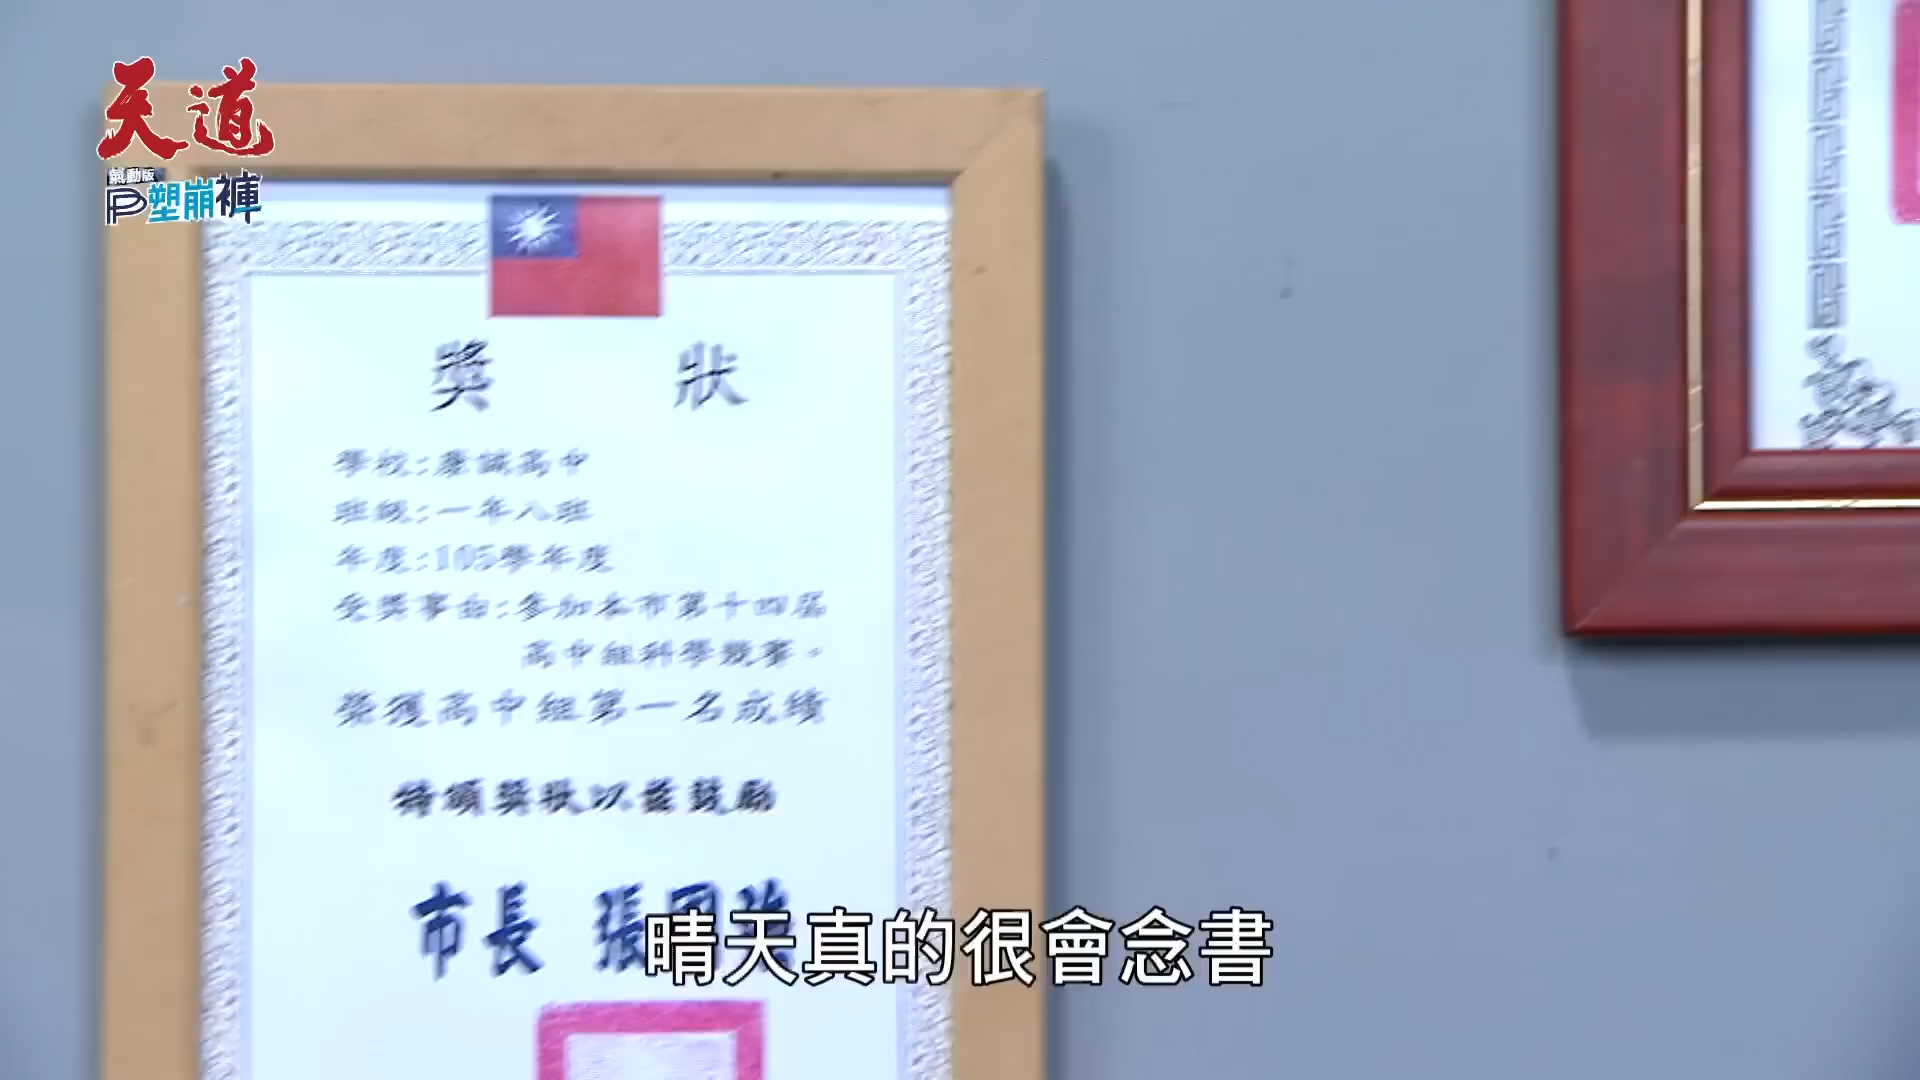 天道
氣動版
塑崩褲
獎狀
學校:康誠高中
班級:一年八班
年度:105學年度
受獎事由:參加本市第十四屆
高中組科學競賽。
榮獲高中組第一名成績
特頒獎狀以茲鼓勵
市長 張國
晴天真的很會念書